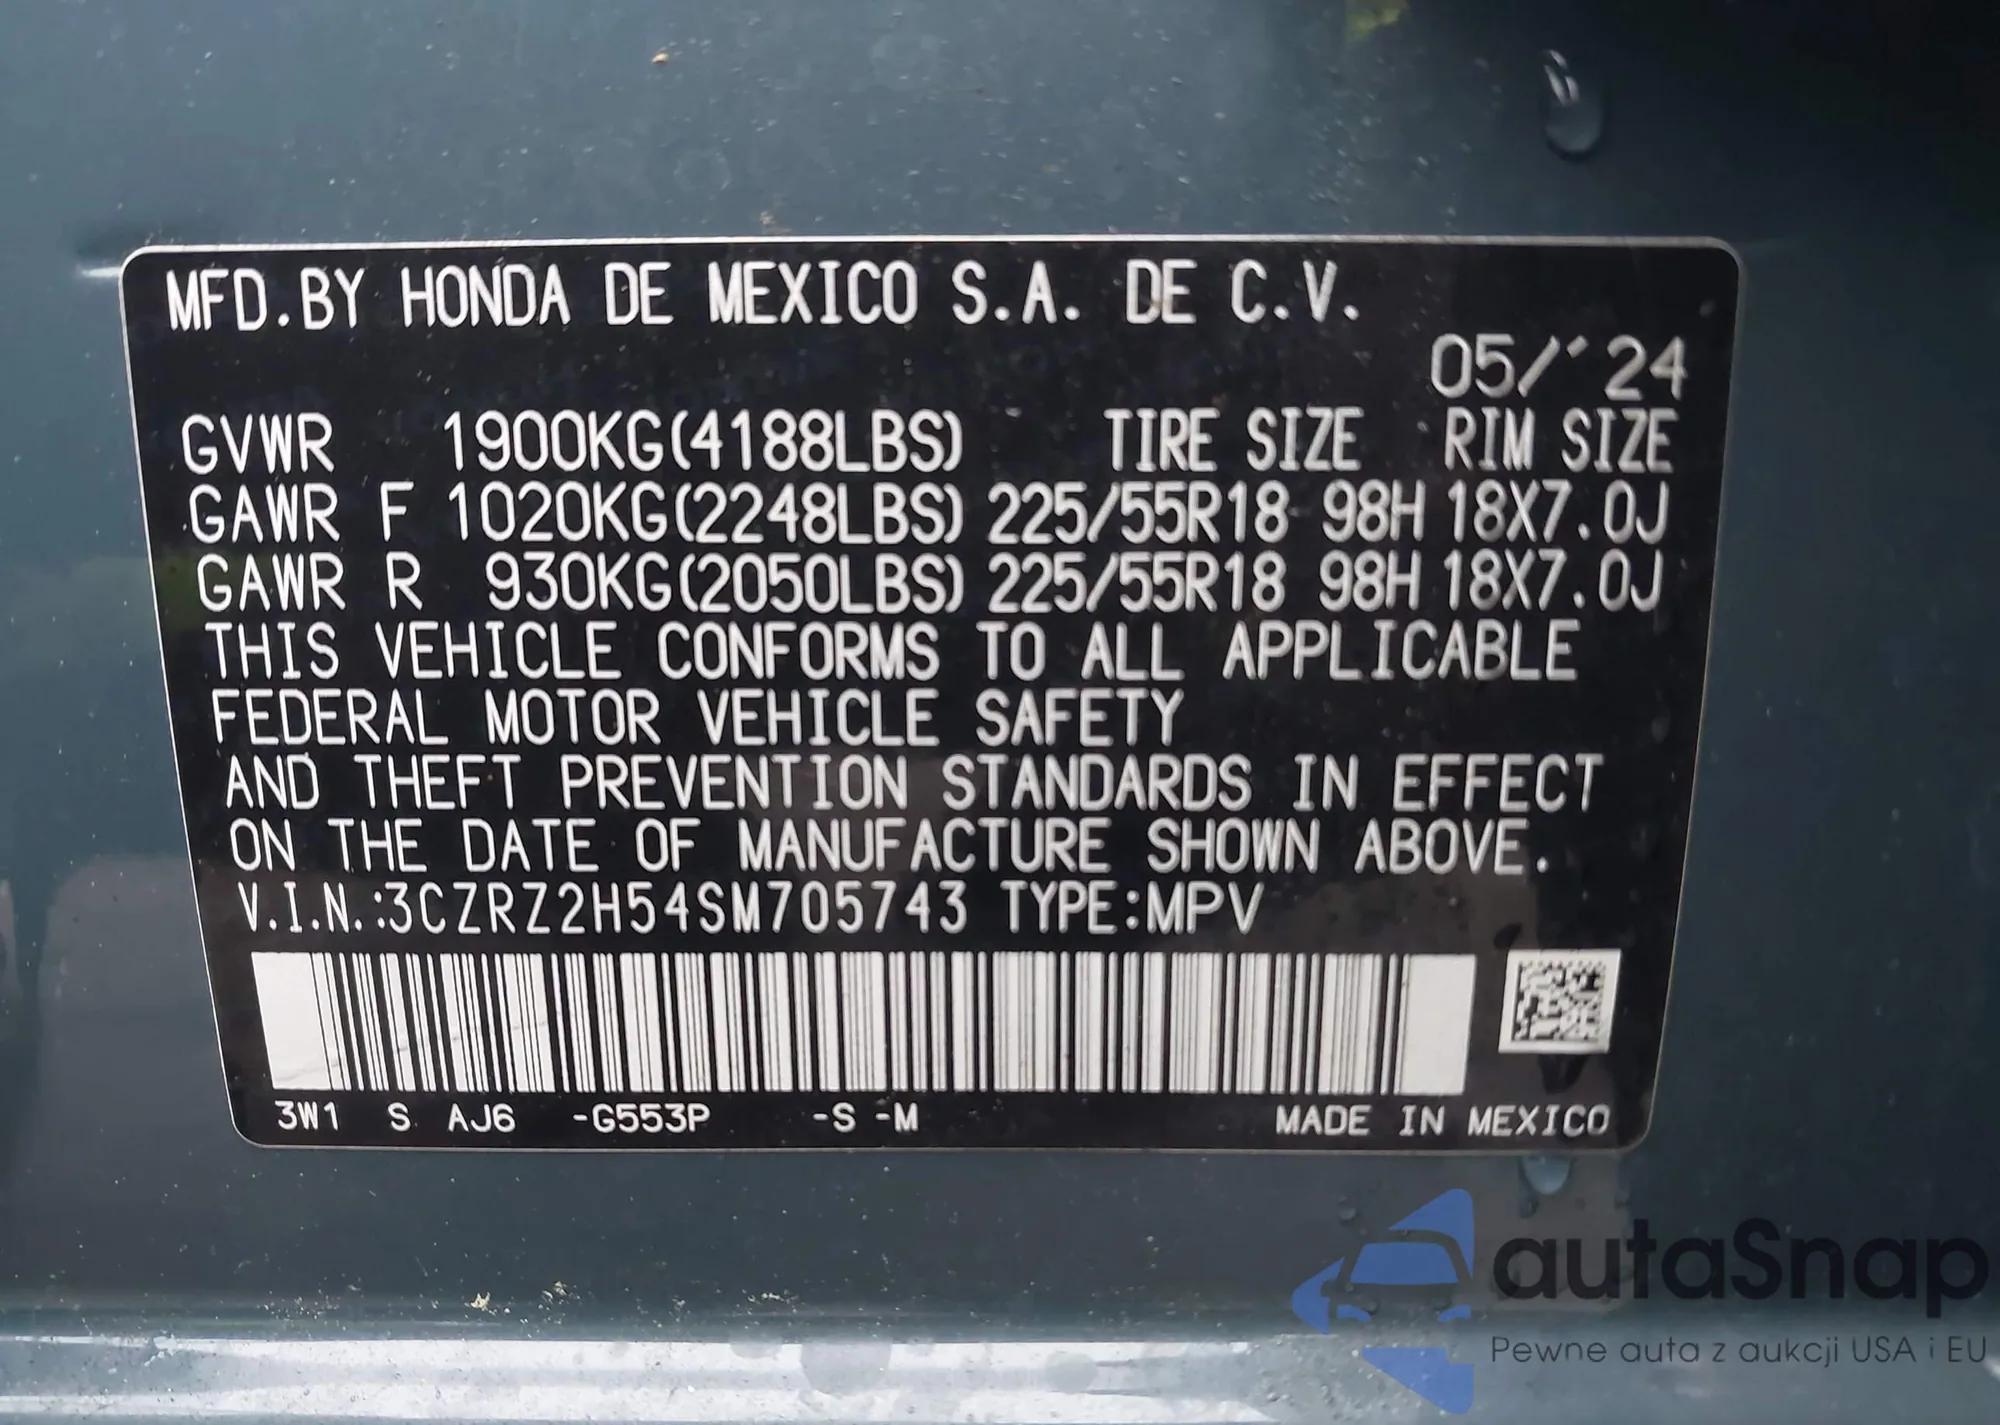 MFD.BY HONDA DE MEXICO S.A. DE C.V.
05/'24
GVWR 1900KG(4188LBS) TIRE SIZE RIM SIZE
GAWR F 1020KG(2248LBS) 225/55R18 98H 18X7.0J
GAWR R 930KG(2050LBS) 225/55R18 98H 18X7.0J
THIS VEHICLE CONFORMS TO ALL APPLICABLE
FEDERAL MOTOR VEHICLE SAFETY
AND THEFT PREVENTION STANDARDS IN EFFECT
ON THE DATE OF MANUFACTURE SHOWN ABOVE.
V.I.N.:3CZRZ2H54SM705743 TYPE:MPV
3W1 S AJ6 -G553P -S -M MADE IN MEXICO
autaSnap
Pewne auta z aukcji USA i EU